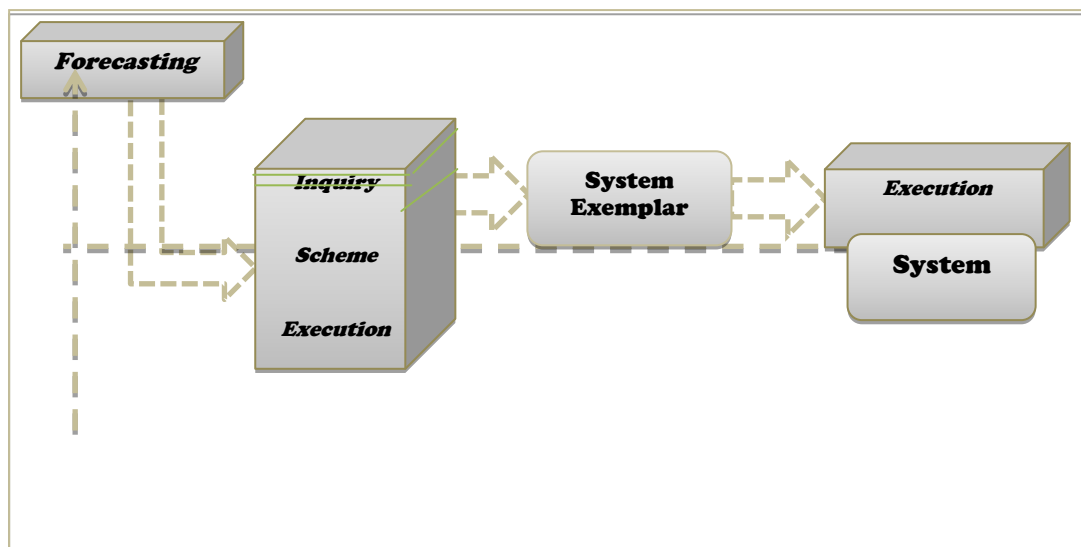 Forecasting
Inquiry
Scheme
Execution
System
Exemplar
Execution
System